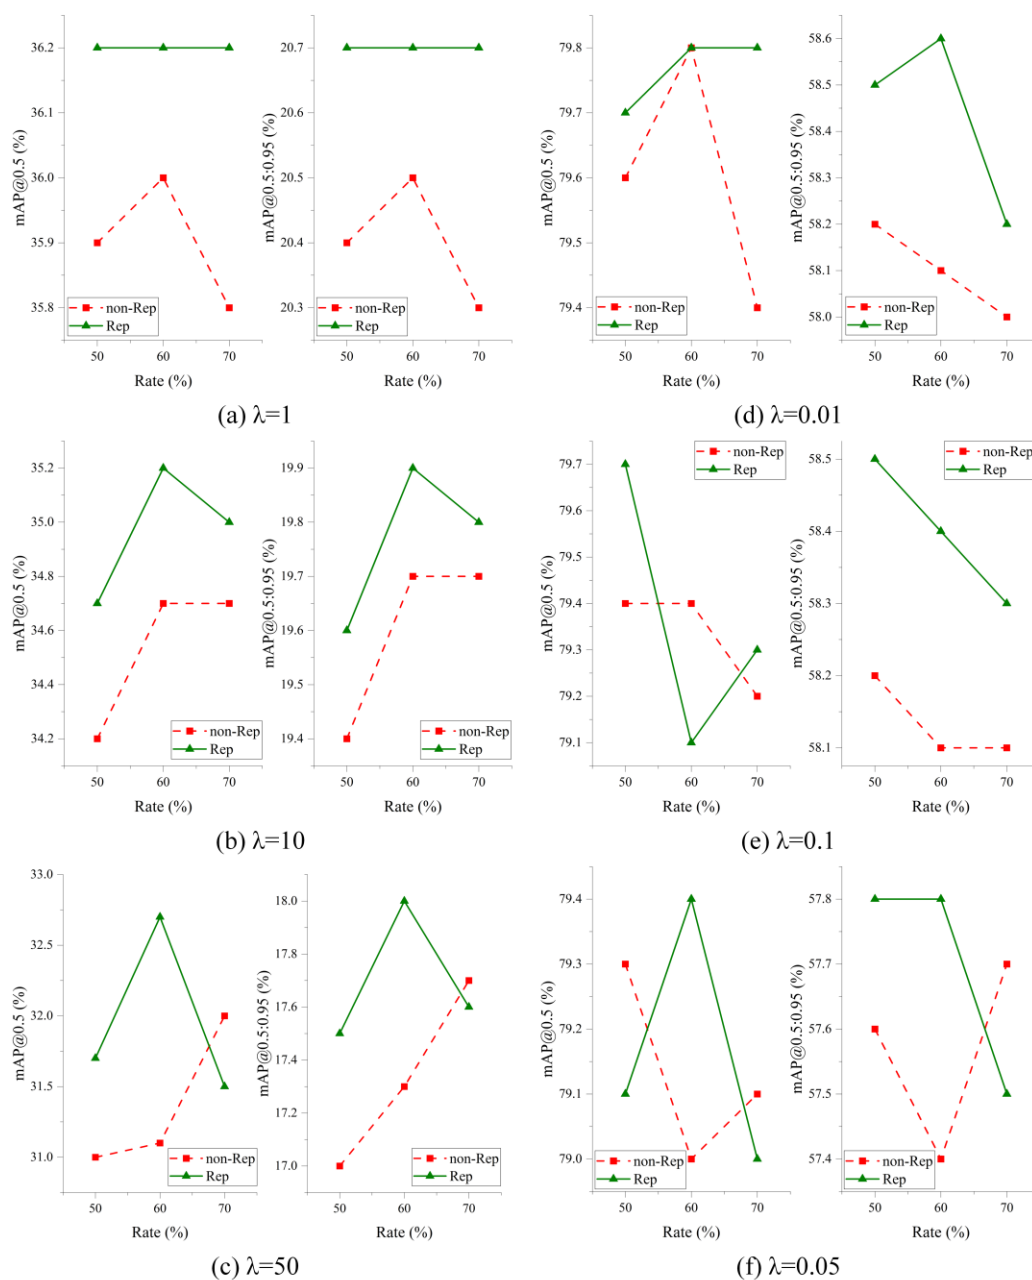 36.2
36.1
36.0
35.9
35.8
mAP@0.5 (%)
non-Rep
Rep
50 60 70
Rate (%)
20.7
20.6
20.5
20.4
20.3
mAP@0.5:0.95 (%)
non-Rep
Rep
50 60 70
Rate (%)
(a) λ=1
79.8
79.7
79.6
79.5
79.4
mAP@0.5 (%)
non-Rep
Rep
50 60 70
Rate (%)
58.6
58.5
58.4
58.3
58.2
58.1
58.0
mAP@0.5:0.95 (%)
non-Rep
Rep
50 60 70
Rate (%)
(d) λ=0.01
35.2
35.0
34.8
34.6
34.4
34.2
mAP@0.5 (%)
non-Rep
Rep
50 60 70
Rate (%)
19.9
19.8
19.7
19.6
19.5
19.4
mAP@0.5:0.95 (%)
non-Rep
Rep
50 60 70
Rate (%)
(b) λ=10
79.7
79.6
79.5
79.4
79.3
79.2
79.1
mAP@0.5 (%)
non-Rep
Rep
50 60 70
Rate (%)
58.5
58.4
58.3
58.2
58.1
mAP@0.5:0.95 (%)
non-Rep
Rep
50 60 70
Rate (%)
(e) λ=0.1
33.0
32.5
32.0
31.5
31.0
mAP@0.5 (%)
non-Rep
Rep
50 60 70
Rate (%)
18.0
17.8
17.6
17.4
17.2
17.0
mAP@0.5:0.95 (%)
non-Rep
Rep
50 60 70
Rate (%)
(c) λ=50
79.4
79.3
79.2
79.1
79.0
mAP@0.5 (%)
non-Rep
Rep
50 60 70
Rate (%)
57.8
57.7
57.6
57.5
57.4
mAP@0.5:0.95 (%)
non-Rep
Rep
50 60 70
Rate (%)
(f) λ=0.05